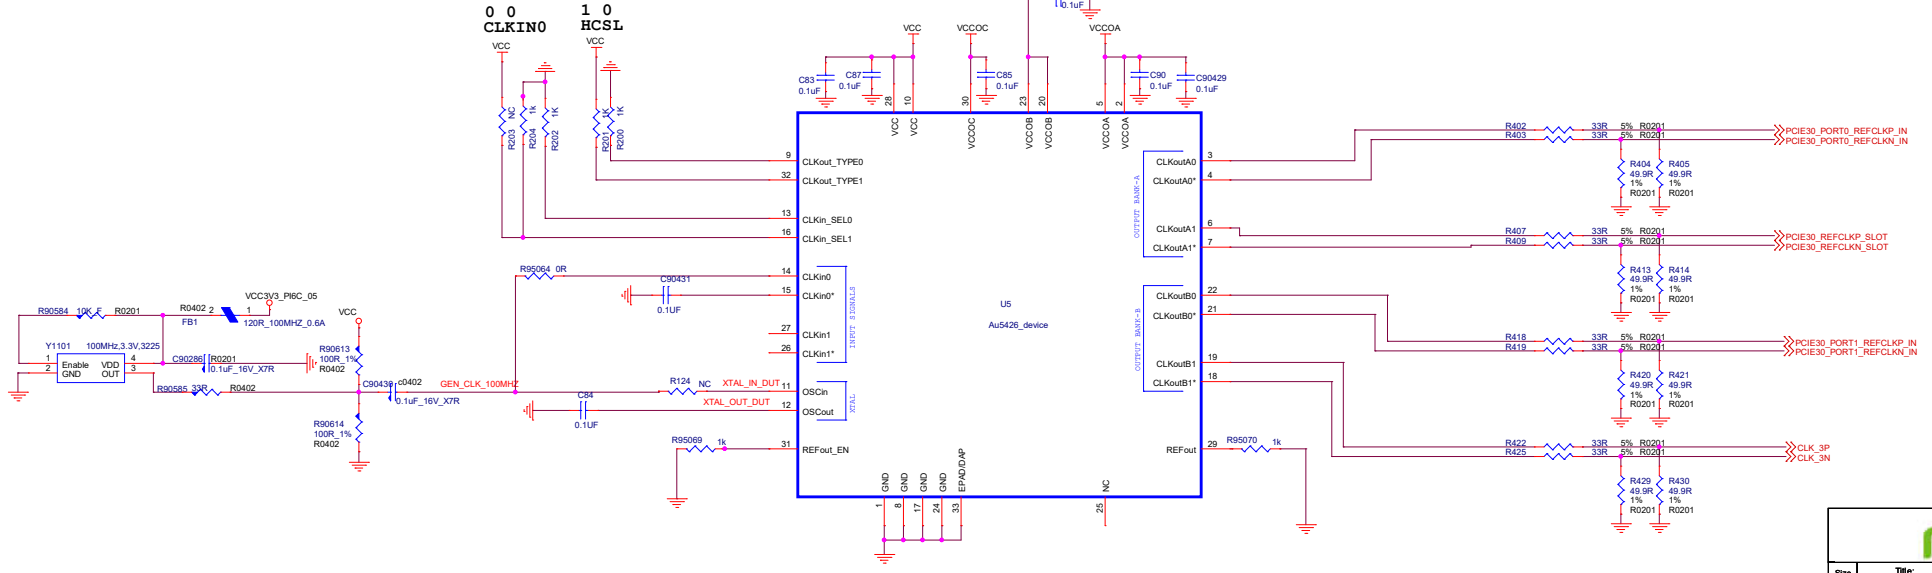 0 0
CLKIN0
1 0
HCSL
VCC
VCC
R203 NC
R204 1k
R202 1K
R201 1K
R200 1K
0.1uF
VCC
VCCOC
VCCOA
C83
0.1uF
C87
0.1uF
C85
0.1uF
C90
0.1uF
C90429
0.1uF
28
10
30
23
20
5
2
VCC
VCC
VCCOC
VCCOB
VCCOB
VCCOA
VCCOA
9 CLKout_TYPE0
32 CLKout_TYPE1
13 CLKin_SEL0
16 CLKin_SEL1
14 CLKin0
15 CLKin0*
27 CLKin1
26 CLKin1*
11 OSCin
12 OSCout
31 REFout_EN
INPUT SIGNALS
XTAL
U5
Au5426_device
OUTPUT BANK-A
OUTPUT BANK-B
CLKoutA0 3
CLKoutA0* 4
CLKoutA1 6
CLKoutA1* 7
CLKoutB0 22
CLKoutB0* 21
CLKoutB1 19
CLKoutB1* 18
REFout 29
GND
GND
GND
GND
EPAD/DAP
NC
1
8
17
24
33
25
R95064 0R
C90431
0.1UF
R124 NC
XTAL_IN_DUT
XTAL_OUT_DUT
C84
0.1UF
R95069 1k
R95070 1k
GEN_CLK_100MHZ
R90584 10K_F R0201
R0402 2 1
FB1 120R_100MHZ_0.6A
VCC3V3_PI6C_05
VCC
Y1101 100MHz,3.3V,3225
1 Enable VDD 4
2 GND OUT 3
C90286 R0201
0.1uF_16V_X7R
R90585 33R R0402
R90613
100R_1%
R0402
C90430 c0402
0.1uF_16V_X7R
R90614
100R_1%
R0402
R402 33R 5% R0201 PCIE30_PORT0_REFCLKP_IN
R403 33R 5% R0201 PCIE30_PORT0_REFCLKN_IN
R404 R405
49.9R 49.9R
1% 1%
R0201 R0201
R407 33R 5% R0201 PCIE30_REFCLKP_SLOT
R409 33R 5% R0201 PCIE30_REFCLKN_SLOT
R413 R414
49.9R 49.9R
1% 1%
R0201 R0201
R418 33R 5% R0201 PCIE30_PORT1_REFCLKP_IN
R419 33R 5% R0201 PCIE30_PORT1_REFCLKN_IN
R420 R421
49.9R 49.9R
1% 1%
R0201 R0201
R422 33R 5% R0201 CLK_3P
R425 33R 5% R0201 CLK_3N
R429 R430
49.9R 49.9R
1% 1%
R0201 R0201
Title: